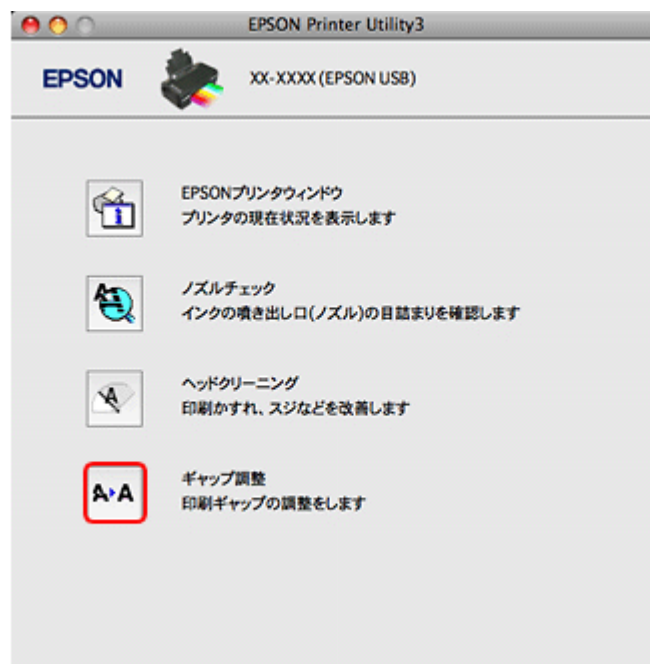 EPSON Printer Utility3
EPSON
XX-XXXX (EPSON USB)
EPSONプリンタウィンドウ
プリンタの現在状況を表示します
ノズルチェック
インクの噴き出し口(ノズル)の目詰まりを確認します
ヘッドクリーニング
印刷かすれ、スジなどを改善します
A▸A
ギャップ調整
印刷ギャップの調整をします